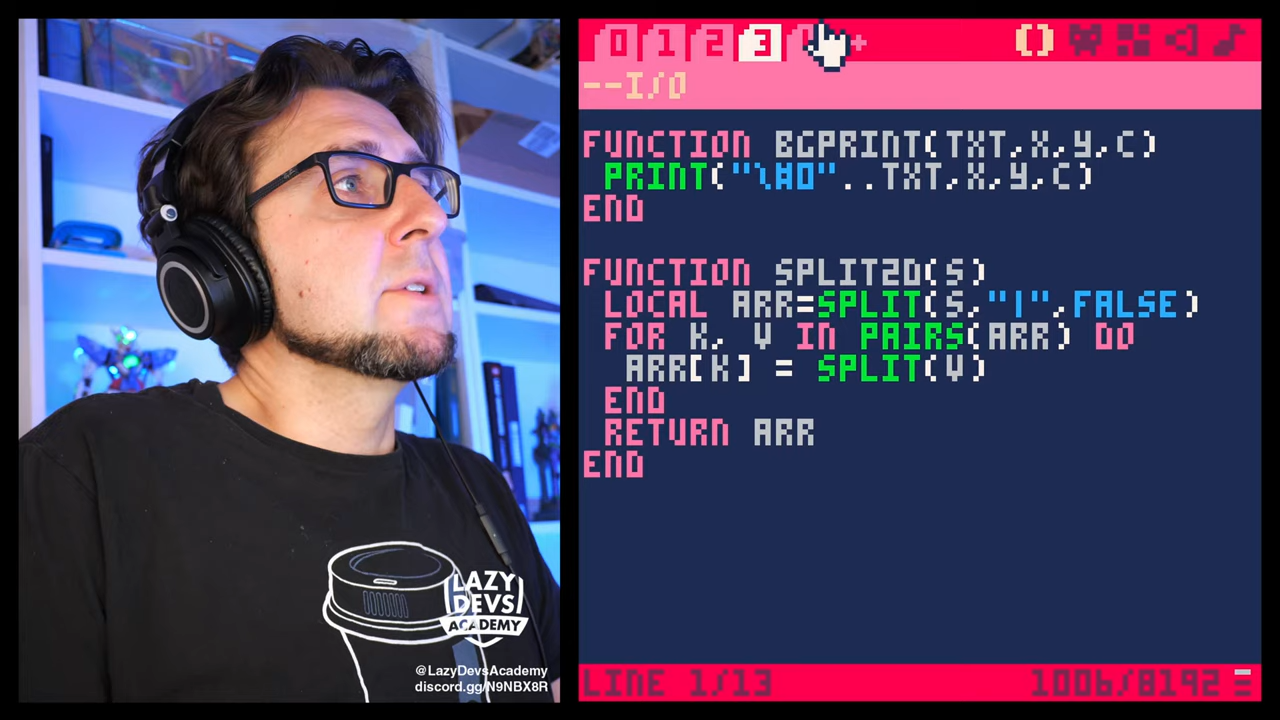 0 1 2 3 +
--I/O
FUNCTION BGPRINT(TXT,X,Y,C)
PRINT("\#0"..TXT,X,Y,C)
END
FUNCTION SPLIT2D(S)
LOCAL ARR=SPLIT(S,"|",FALSE)
FOR K, V IN PAIRS(ARR) DO
ARR[K] = SPLIT(V)
END
RETURN ARR
END
LINE 1/13
1006/8192
LAZY
DEVS
ACADEMY
@LazyDevsAcademy
discord.gg/N9NBX8R